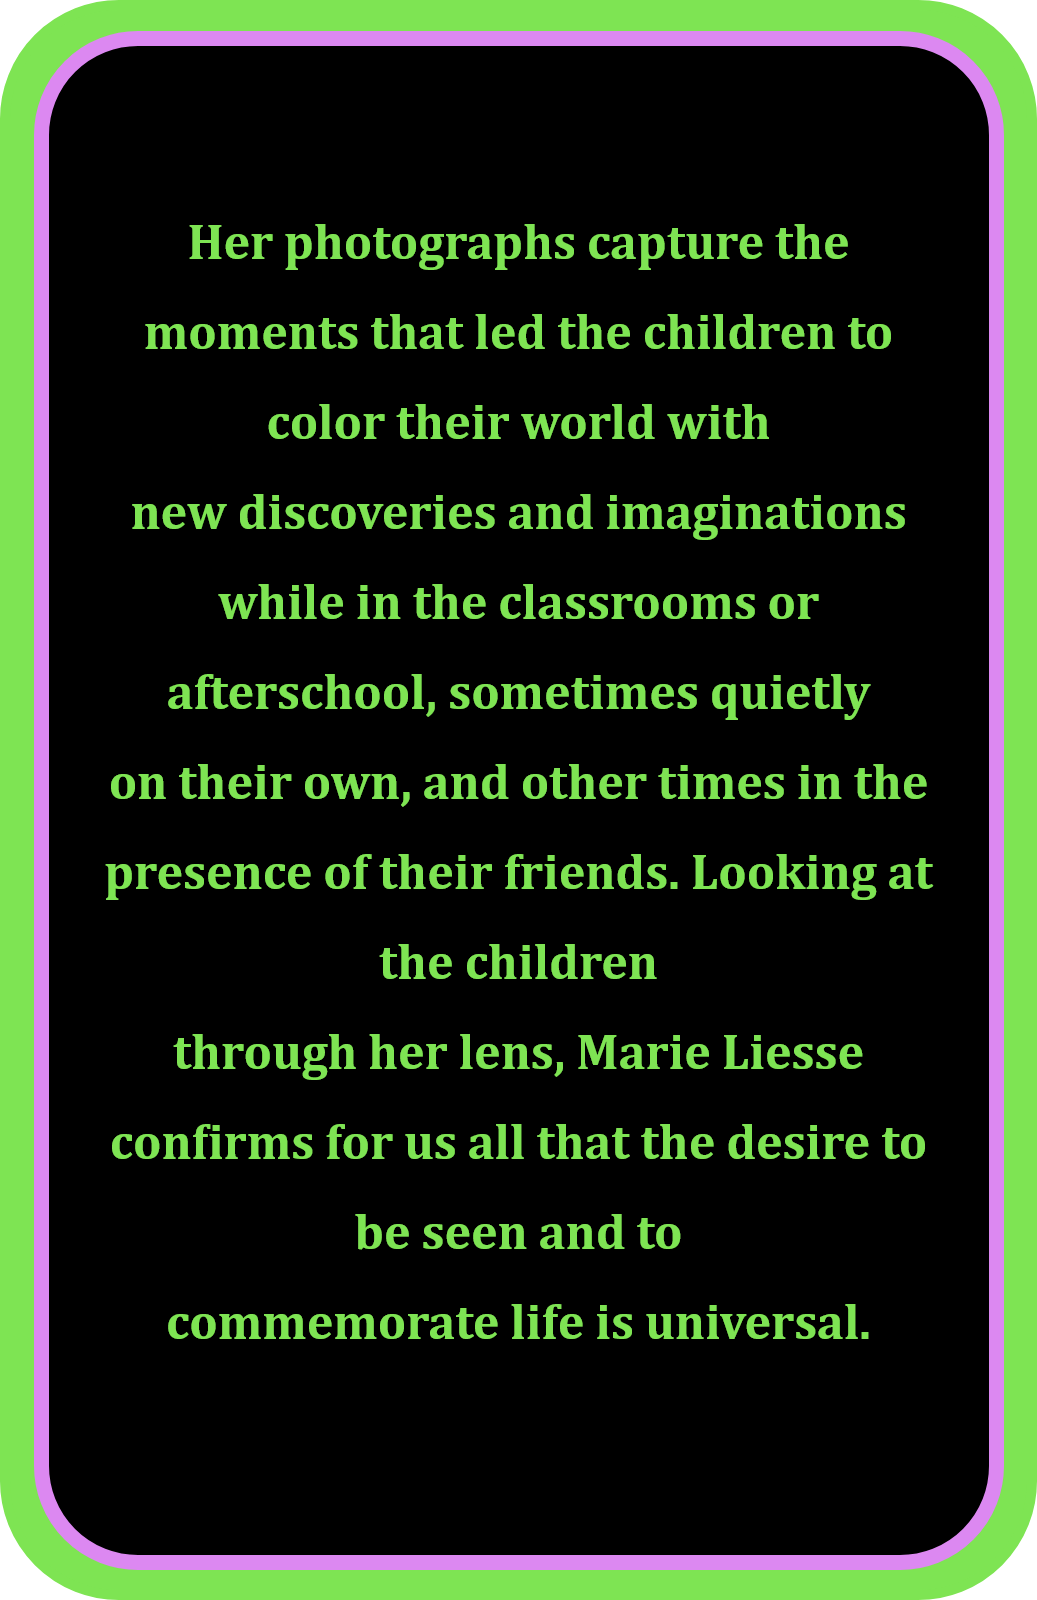 Her photographs capture the
moments that led the children to
color their world with
new discoveries and imaginations
while in the classrooms or
afterschool, sometimes quietly
on their own, and other times in the
presence of their friends. Looking at
the children
through her lens, Marie Liesse
confirms for us all that the desire to
be seen and to
commemorate life is universal.